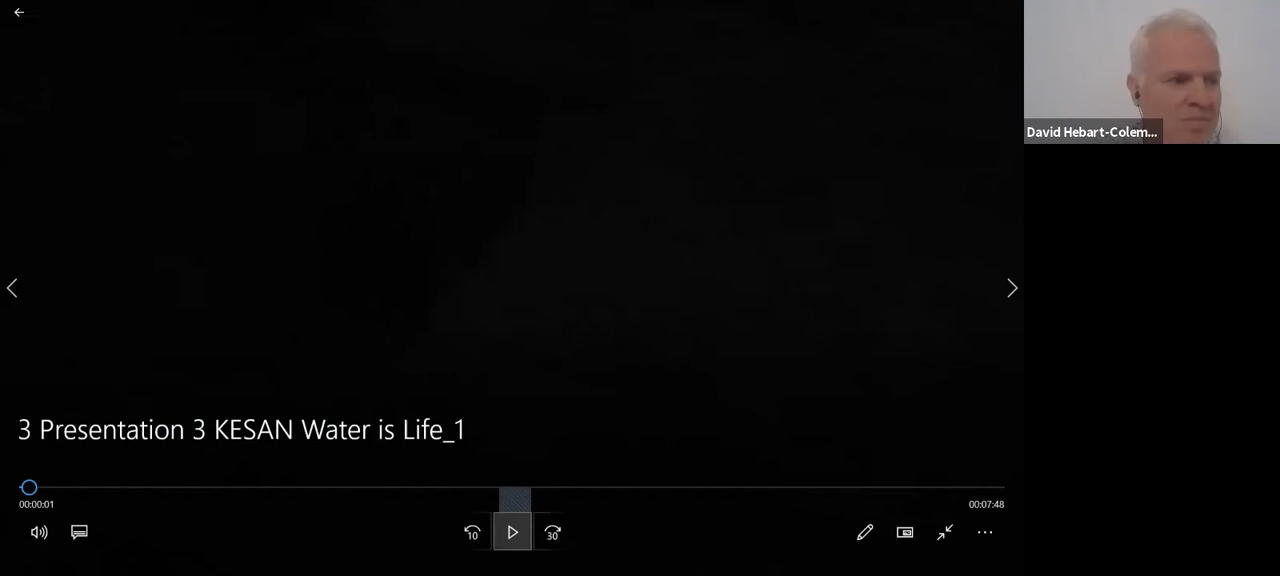 David Hebart-Colem...
3 Presentation 3 KESAN Water is Life_1
00:00:01
00:07:48
10
30